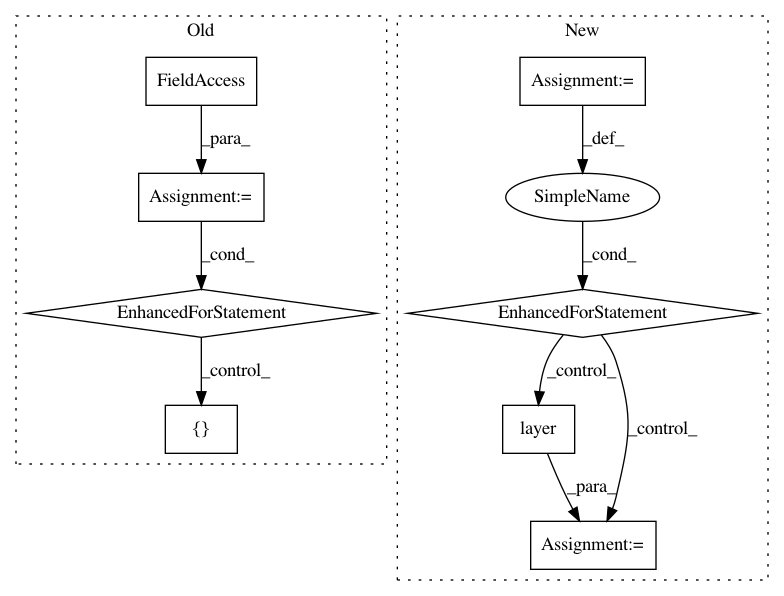 Old
New
FieldAccess
Assignment:=
_para_
_def_
Assignment:=
SimpleName
_cond_
_cond_
EnhancedForStatement
EnhancedForStatement
_control_
_control_
_control_
{}
layer
_para_
Assignment:=